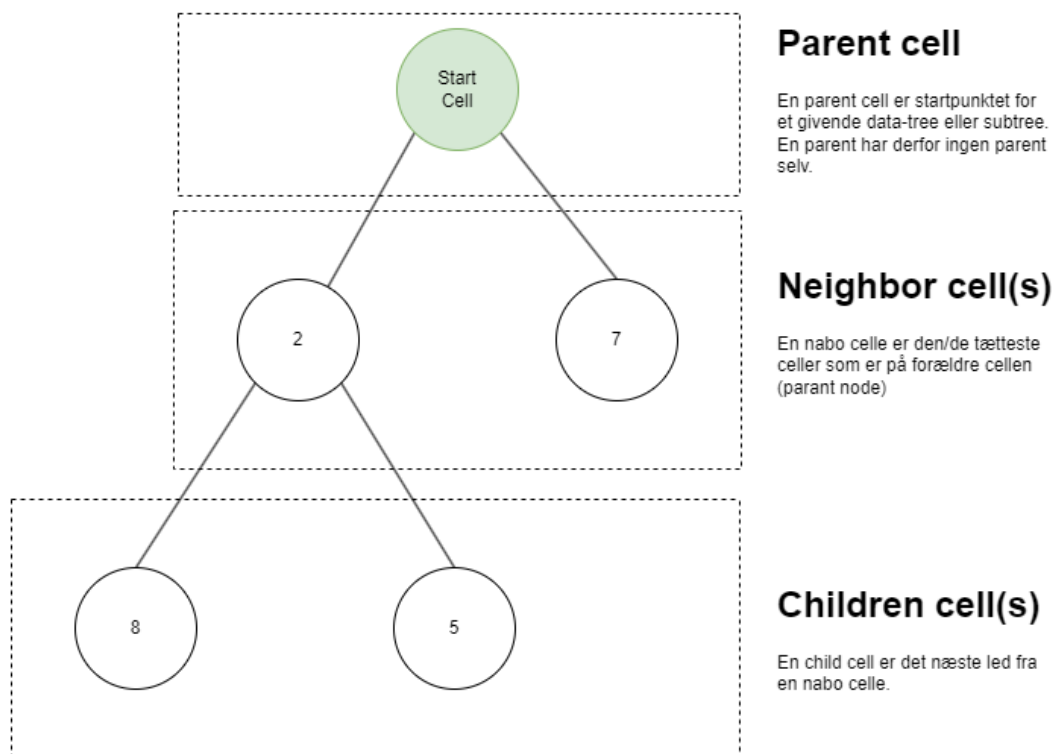 Start
Cell
Parent cell
En parent cell er startpunktet for
et givende data-tree eller subtree.
En parent har derfor ingen parent
selv.
2
7
Neighbor cell(s)
En nabo celle er den/de tætteste
celler som er på forældre cellen
(parant node)
8
5
Children cell(s)
En child cell er det næste led fra
en nabo celle.